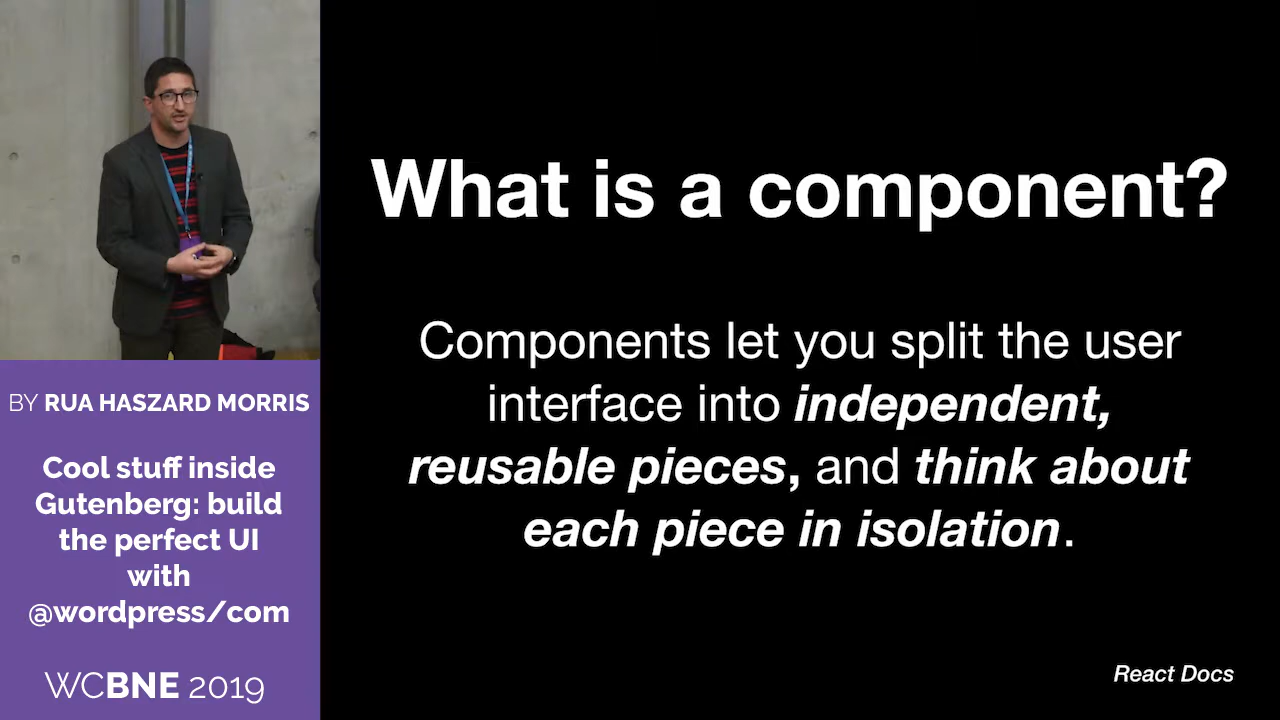 BY RUA HASZARD MORRIS
Cool stuff inside
Gutenberg: build
the perfect UI
with
@wordpress/com
WCBNE 2019
What is a component?
Components let you split the user
interface into independent,
reusable pieces, and think about
each piece in isolation.
React Docs